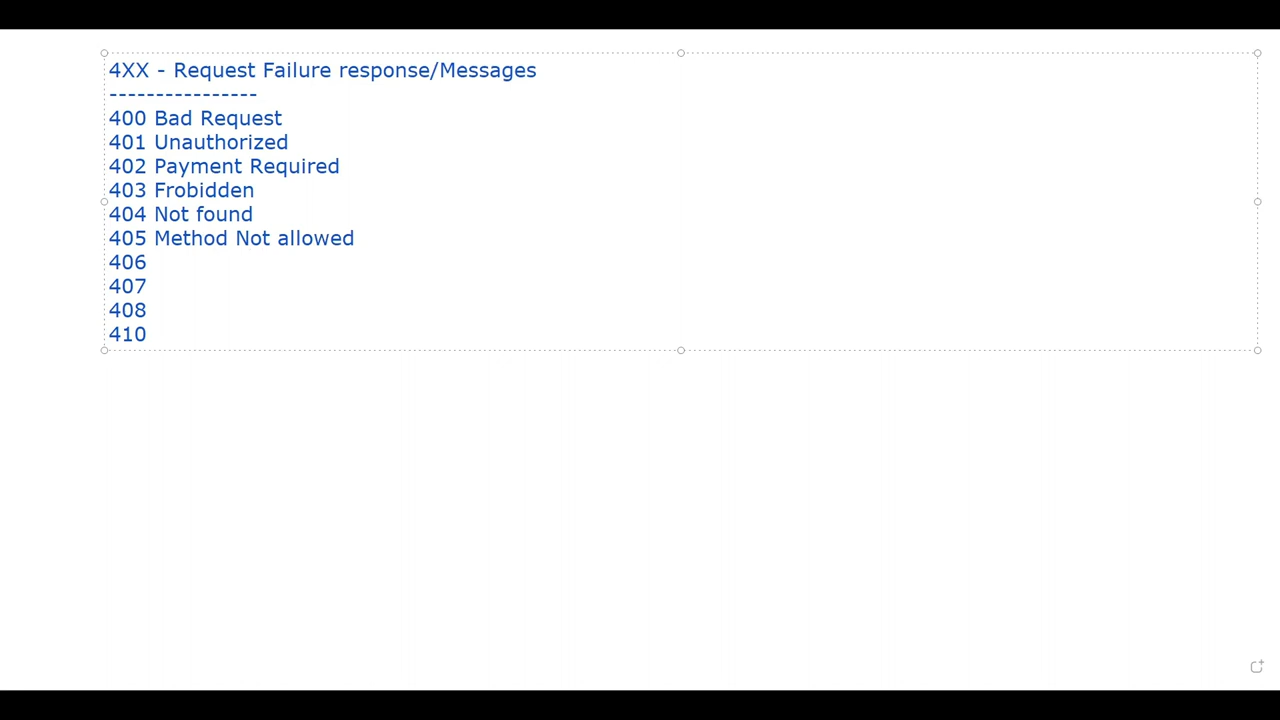 4XX - Request Failure response/Messages
----------------
400 Bad Request
401 Unauthorized
402 Payment Required
403 Frobidden
404 Not found
405 Method Not allowed
406
407
408
410